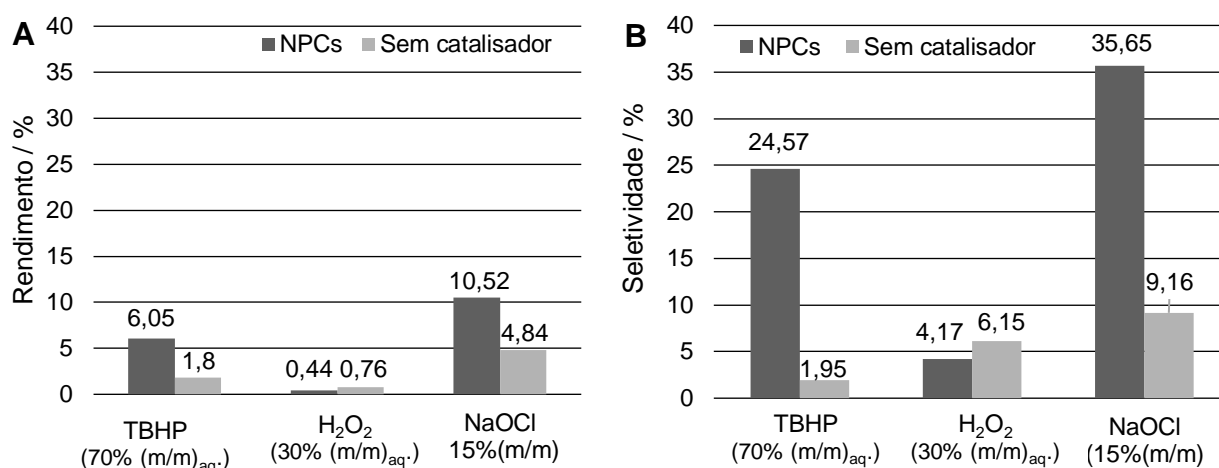 A
Rendimento / %
40
35
30
25
20
15
10
5
0
NPCs
Sem catalisador
6,05
1,8
0,44
0,76
10,52
4,84
TBHP
(70% (m/m)aq.)
H2O2
(30% (m/m)aq.)
NaOCl
15%(m/m)
B
Seletividade / %
40
35
30
25
20
15
10
5
0
NPCs
Sem catalisador
24,57
1,95
4,17
6,15
35,65
9,16
TBHP
(70% (m/m)aq.)
H2O2
(30% (m/m)aq.)
NaOCl
(15%(m/m)